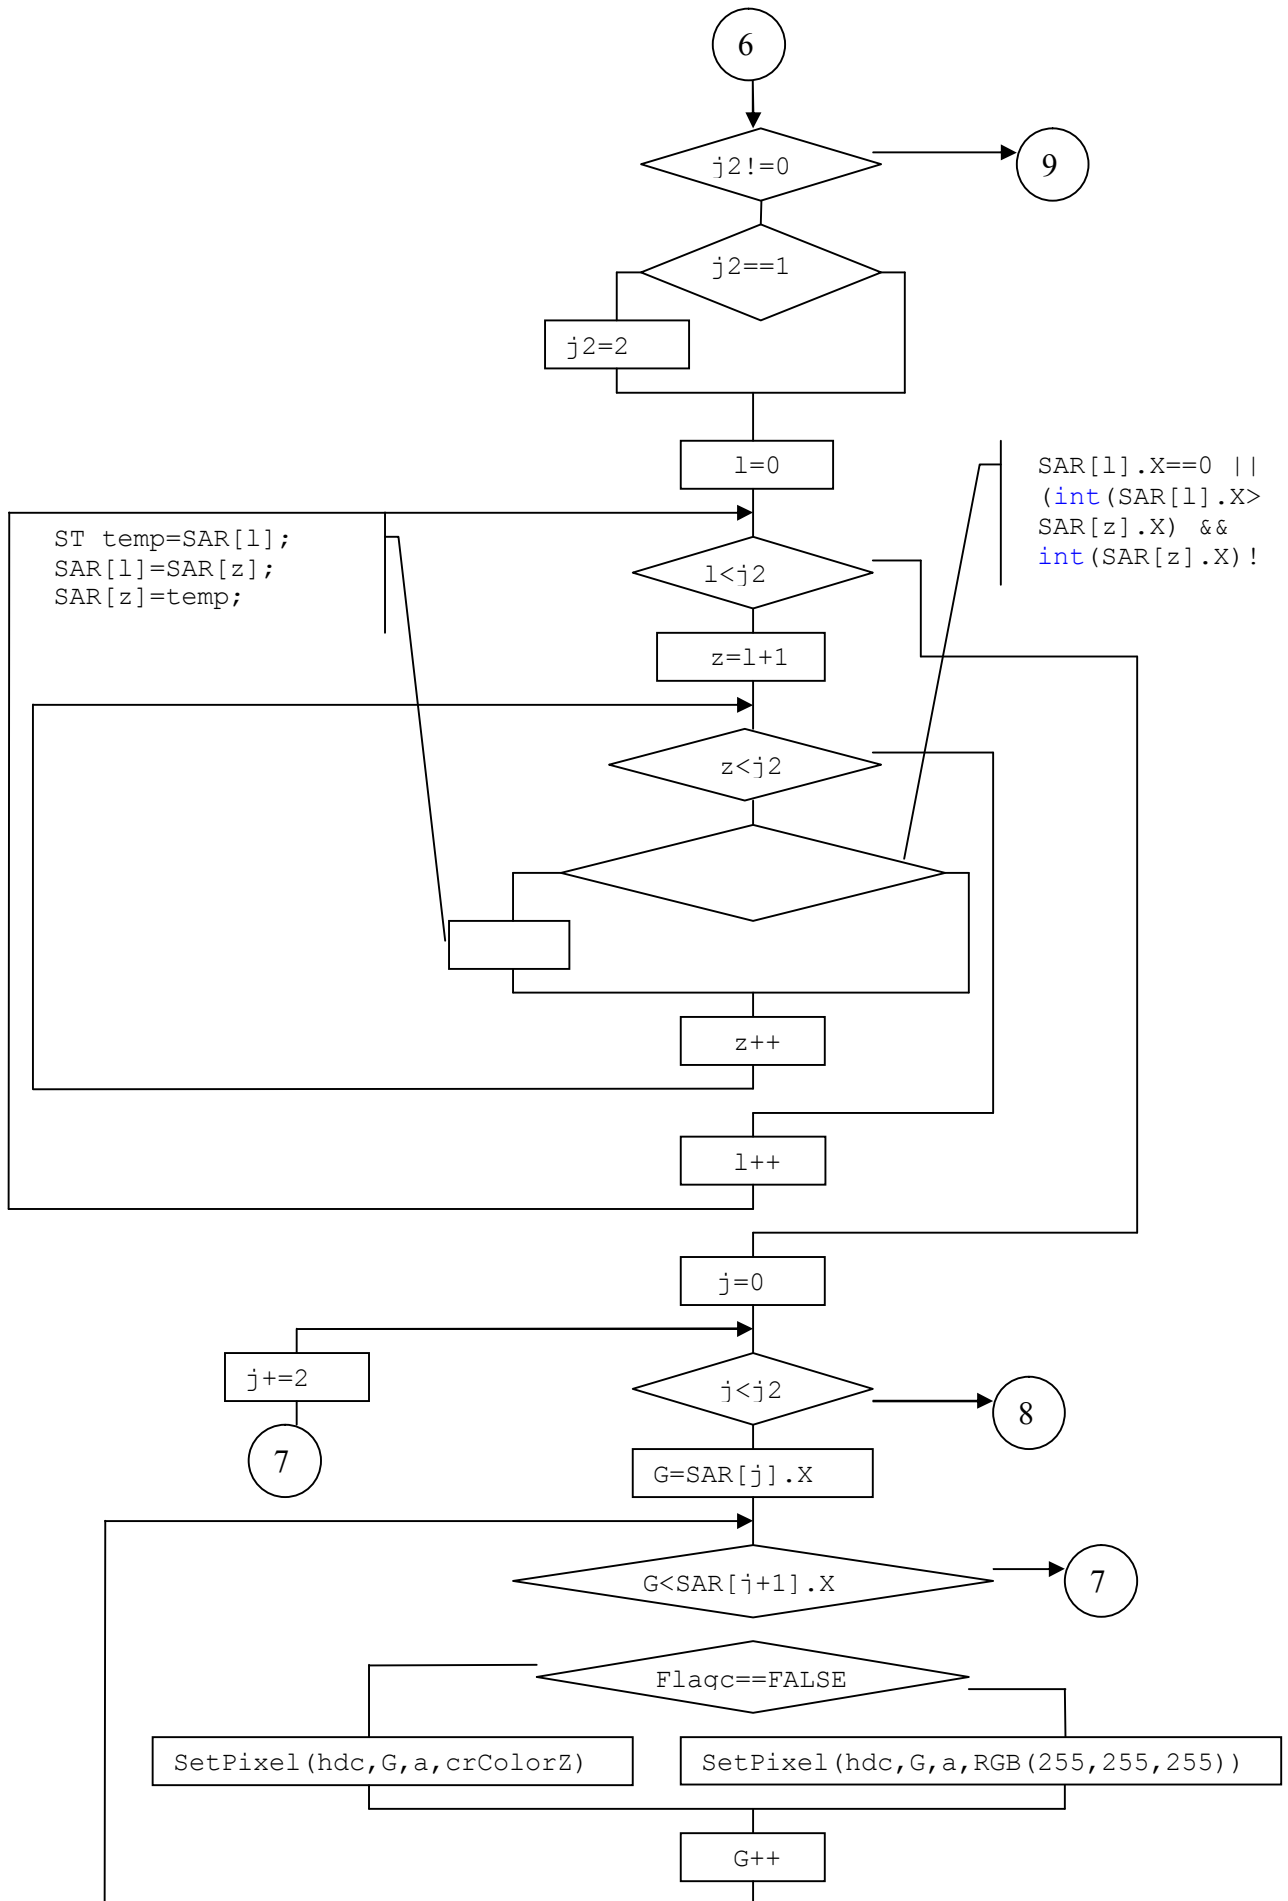 6
j2!=0
9
j2==1
j2=2
l=0
SAR[l].X==0 ||
(int(SAR[l].X>
SAR[z].X) &&
int(SAR[z].X)!
ST temp=SAR[l];
SAR[l]=SAR[z];
SAR[z]=temp;
l<j2
z=l+1
z<j2
z++
l++
j=0
j+=2
j<j2
8
7
G=SAR[j].X
G<SAR[j+1].X
7
Flagc==FALSE
SetPixel(hdc,G,a,crColorZ)
SetPixel(hdc,G,a,RGB(255,255,255))
G++